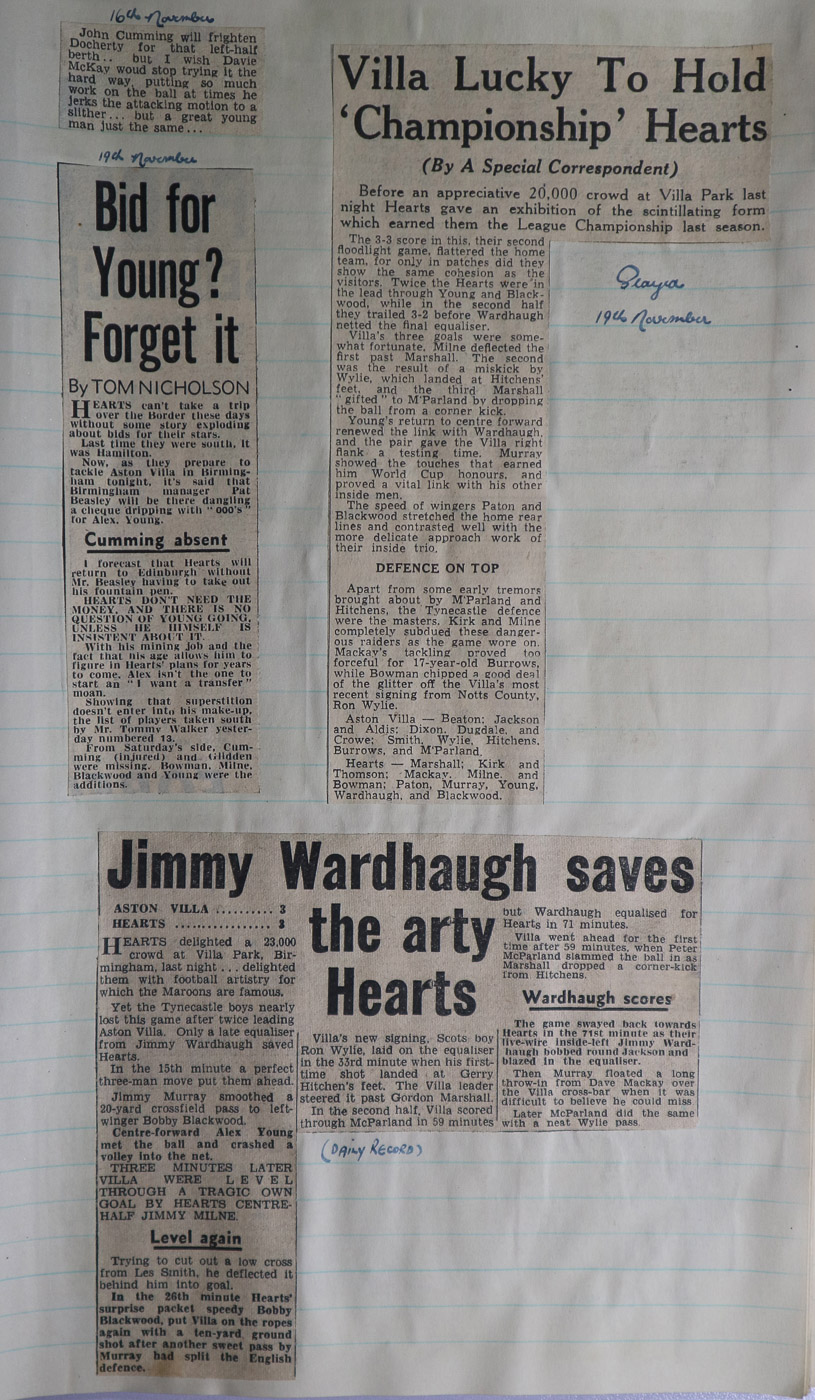 16th November
John Cumming will frighten
Docherty for that left-half
berth.. but I wish Davie
McKay woud stop trying it the
hard way, putting so much
work on the ball at times he
jerks the attacking motion to a
slither... but a great young
man just the same...
19th November
Bid for
Young?
Forget it
By TOM NICHOLSON
HEARTS can't take a trip
over the Border these days
without some story exploding
about bids for their stars.
Last time they were south, it
was Hamilton.
Now, as they prepare to
tackle Aston Villa in Birming-
ham tonight, it's said that
Birmingham manager Pat
Beasley will be there dangling
a cheque dripping with "000's"
for Alex. Young.
Cumming absent
I forecast that Hearts will
return to Edinburgh without
Mr. Beasley having to take out
his fountain pen.
HEARTS DON'T NEED THE
MONEY, AND THERE IS NO
QUESTION OF YOUNG GOING,
UNLESS HE HIMSELF IS
INSISTENT ABOUT IT.
With his mining job and the
fact that his age allows him to
figure in Hearts' plans for years
to come, Alex isn't the one to
start an "I want a transfer"
moan.
Showing that superstition
doesn't enter into his make-up,
the list of players taken south
by Mr. Tommy Walker yester-
day numbered 13.
From Saturday's side, Cum-
ming (injured) and Glidden
were missing. Bowman, Milne,
Blackwood and Young were the
additions.
Villa Lucky To Hold
'Championship' Hearts
(By A Special Correspondent)
Before an appreciative 20,000 crowd at Villa Park last
night Hearts gave an exhibition of the scintillating form
which earned them the League Championship last season.
The 3-3 score in this, their second
floodlight game, flattered the home
team, for only in patches did they
show the same cohesion as the
visitors. Twice the Hearts were in
the lead through Young and Black-
wood, while in the second half
they trailed 3-2 before Wardhaugh
netted the final equaliser.
Villa's three goals were some-
what fortunate. Milne deflected the
first past Marshall. The second
was the result of a miskick by
Wylie, which landed at Hitchens'
feet, and the third Marshall
"gifted" to M'Parland by dropping
the ball from a corner kick.
Young's return to centre forward
renewed the link with Wardhaugh,
and the pair gave the Villa right
flank a testing time. Murray
showed the touches that earned
him World Cup honours, and
proved a vital link with his other
inside men.
The speed of wingers Paton and
Blackwood stretched the home rear
lines and contrasted well with the
more delicate approach work of
their inside trio.
DEFENCE ON TOP
Apart from some early tremors
brought about by M'Parland and
Hitchens, the Tynecastle defence
were the masters. Kirk and Milne
completely subdued these danger-
ous raiders as the game wore on.
Mackay's tackling proved too
forceful for 17-year-old Burrows,
while Bowman chipped a good deal
of the glitter off the Villa's most
recent signing from Notts County,
Ron Wylie.
Aston Villa — Beaton; Jackson
and Aldis; Dixon, Dugdale, and
Crowe; Smith, Wylie, Hitchens,
Burrows, and M'Parland.
Hearts — Marshall; Kirk and
Thomson; Mackay, Milne, and
Bowman; Paton, Murray, Young,
Wardhaugh, and Blackwood.
19th November
Jimmy Wardhaugh saves
the arty
Hearts
ASTON VILLA .......... 3
HEARTS ................ 3
HEARTS delighted a 23,000
crowd at Villa Park, Bir-
mingham, last night . . . delighted
them with football artistry for
which the Maroons are famous.
Yet the Tynecastle boys nearly
lost this game after twice leading
Aston Villa. Only a late equaliser
from Jimmy Wardhaugh saved
Hearts.
In the 15th minute a perfect
three-man move put them ahead.
Jimmy Murray smoothed a
20-yard crossfield pass to left-
winger Bobby Blackwood.
Centre-forward Alex Young
met the ball and crashed a
volley into the net.
THREE MINUTES LATER
VILLA WERE LEVEL
THROUGH A TRAGIC OWN
GOAL BY HEARTS CENTRE-
HALF JIMMY MILNE.
Level again
Trying to cut out a low cross
from Les Smith, he deflected it
behind him into goal.
In the 26th minute Hearts'
surprise packet speedy Bobby
Blackwood, put Villa on the ropes
again with a ten-yard ground
shot after another sweet pass by
Murray had split the English
defence.
Villa's new signing, Scots boy
Ron Wylie, laid on the equaliser
in the 33rd minute when his first-
time shot landed at Gerry
Hitchen's feet. The Villa leader
steered it past Gordon Marshall.
In the second half, Villa scored
through McParland in 59 minutes
but Wardhaugh equalised for
Hearts in 71 minutes.
Villa went ahead for the first
time after 59 minutes, when Peter
McParland slammed the ball in as
Marshall dropped a corner-kick
from Hitchens.
Wardhaugh scores
The game swayed back towards
Hearts in the 71st minute as their
live-wire inside-left Jimmy Ward-
haugh bobbed round Jackson and
blazed in the equaliser.
Then Murray floated a long
throw-in from Dave Mackay over
the Villa cross-bar when it was
difficult to believe he could miss.
Later McParland did the same
with a neat Wylie pass.
(DAILY RECORD)